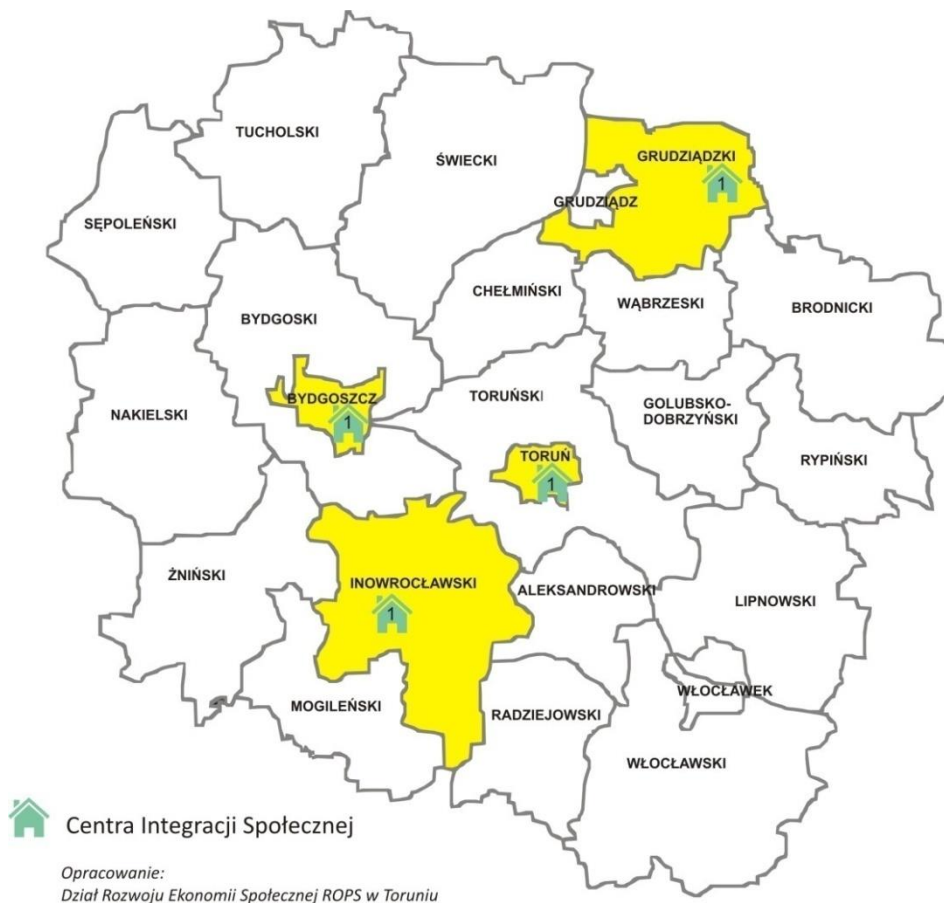 TUCHOLSKI
ŚWIECKI
GRUDZIĄDZKI
1
GRUDZIĄDZ
SĘPOLEŃSKI
CHEŁMIŃSKI
WĄBRZESKI
BRODNICKI
BYDGOSKI
BYDGOSZCZ
1
TORUŃSKI
GOLUBSKO-
DOBRZYŃSKI
NAKIELSKI
TORUŃ
1
RYPIŃSKI
ŻNIŃSKI
INOWROCŁAWSKI
1
ALEKSANDROWSKI
LIPNOWSKI
WŁOCŁAWEK
MOGILEŃSKI
RADZIEJOWSKI
WŁOCŁAWSKI
Centra Integracji Społecznej
Opracowanie:
Dział Rozwoju Ekonomii Społecznej ROPS w Toruniu